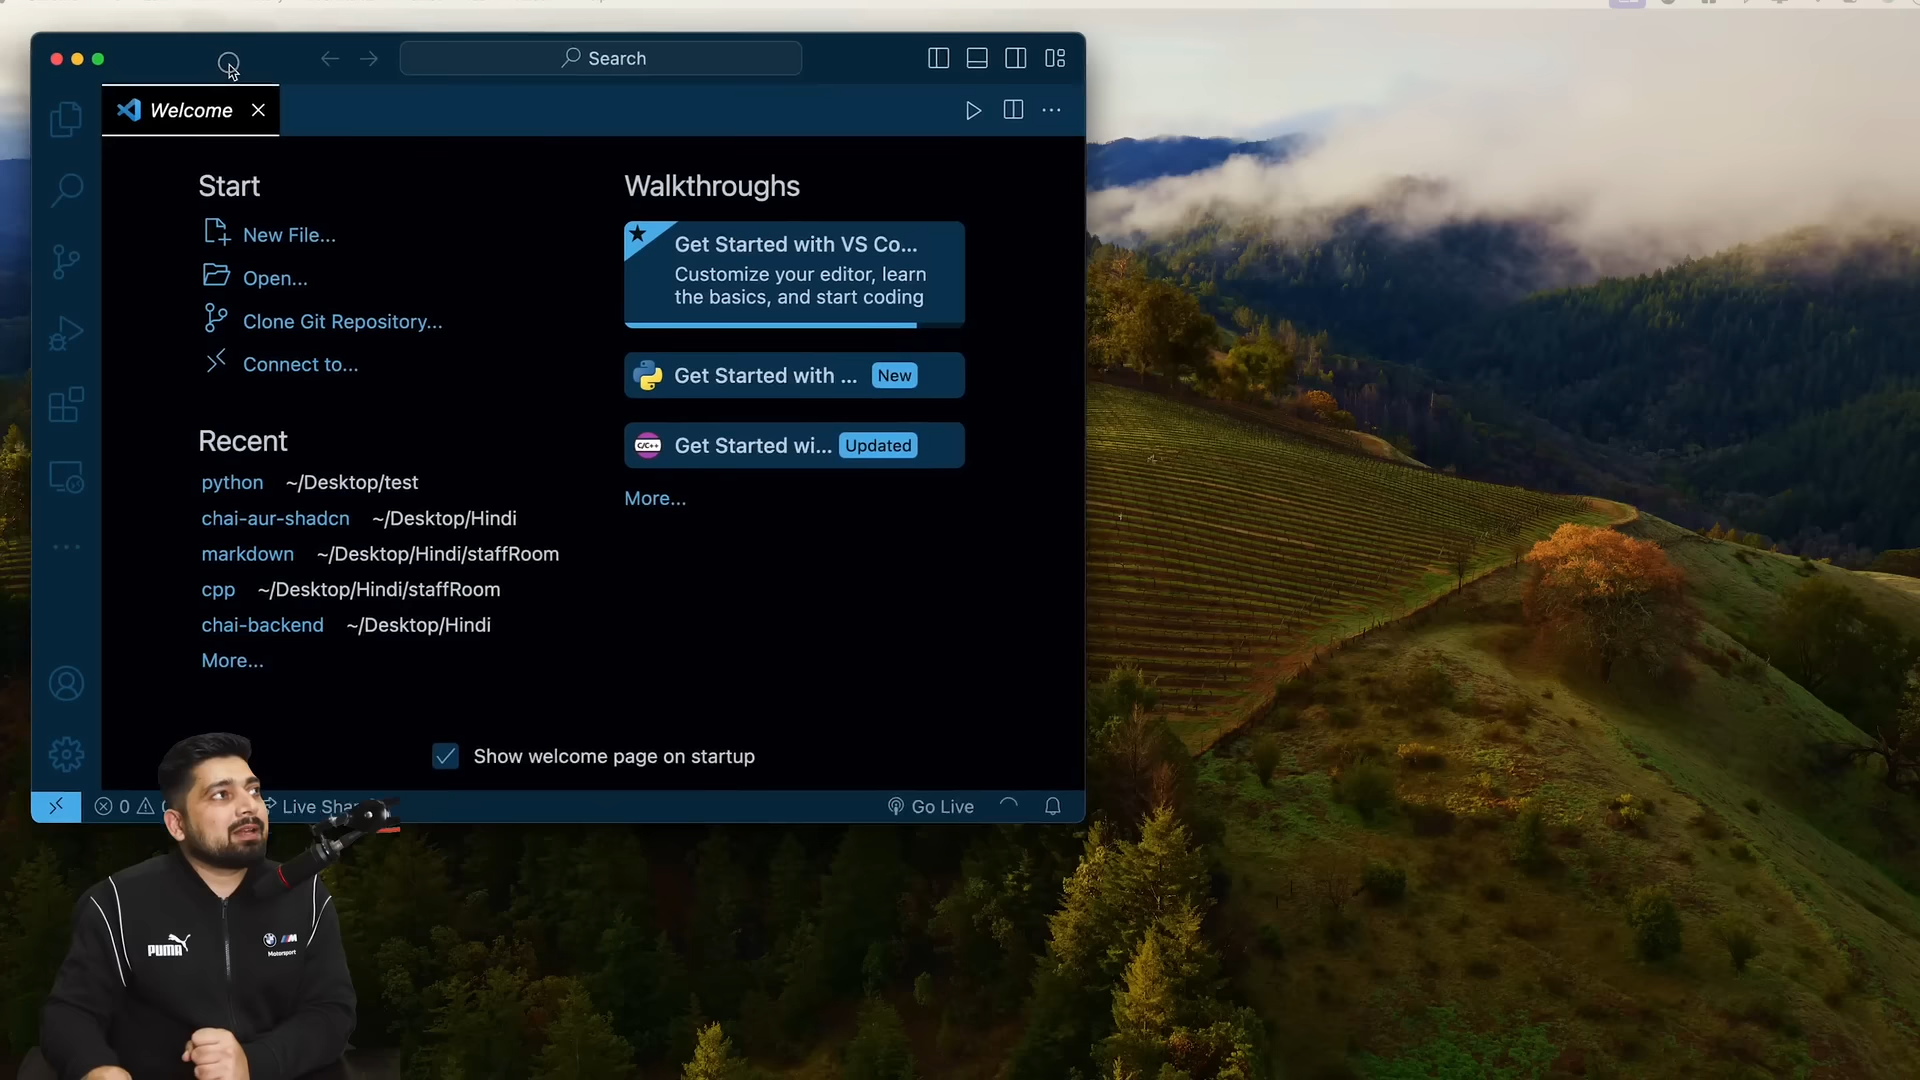 Search
Welcome
Start
New File...
Open...
Clone Git Repository...
Connect to...
Recent
python ~/Desktop/test
chai-aur-shadcn ~/Desktop/Hindi
markdown ~/Desktop/Hindi/staffRoom
cpp ~/Desktop/Hindi/staffRoom
chai-backend ~/Desktop/Hindi
More...
Walkthroughs
Get Started with VS Co...
Customize your editor, learn
the basics, and start coding
Get Started with ... New
C/C++ Get Started wi... Updated
More...
Show welcome page on startup
0
Live Shar
Go Live
PUMA
Motorsport